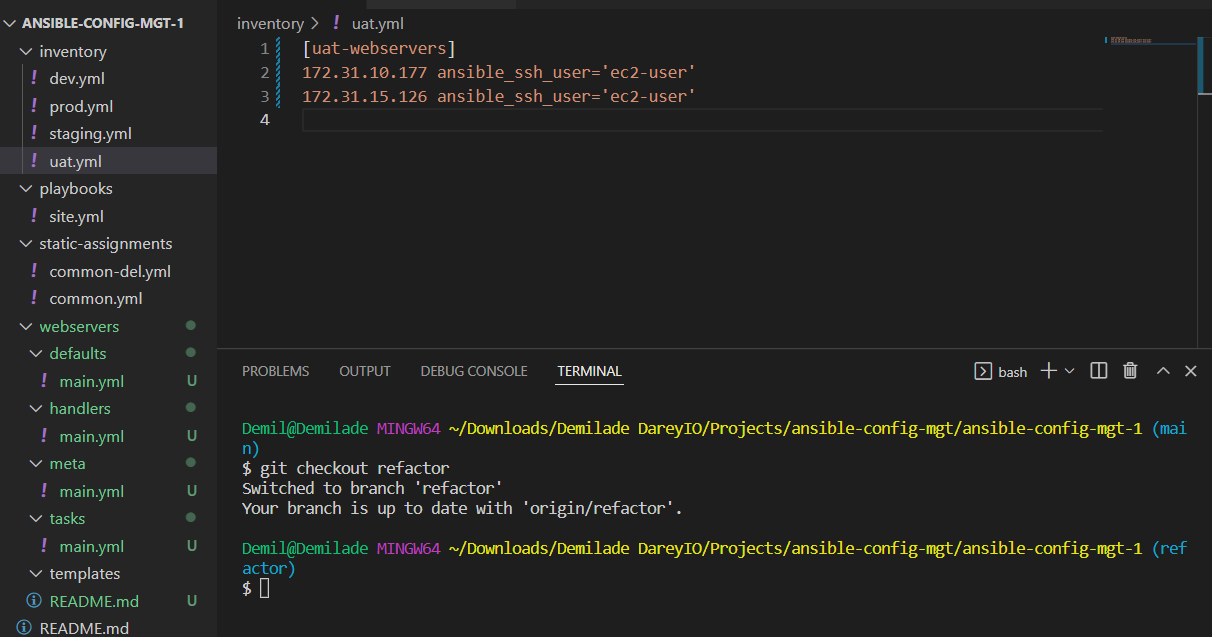 ANSIBLE-CONFIG-MGT-1
inventory
! dev.yml
! prod.yml
! staging.yml
! uat.yml
playbooks
! site.yml
static-assignments
! common-del.yml
! common.yml
webservers
defaults
! main.yml U
handlers
! main.yml U
meta
! main.yml U
tasks
! main.yml U
templates
README.md U
README.md
inventory > ! uat.yml
1 [uat-webservers]
2 172.31.10.177 ansible_ssh_user='ec2-user'
3 172.31.15.126 ansible_ssh_user='ec2-user'
4
PROBLEMS OUTPUT DEBUG CONSOLE TERMINAL bash
Demil@Demilade MINGW64 ~/Downloads/Demilade DareyIO/Projects/ansible-config-mgt/ansible-config-mgt-1 (mai
n)
$ git checkout refactor
Switched to branch 'refactor'
Your branch is up to date with 'origin/refactor'.
Demil@Demilade MINGW64 ~/Downloads/Demilade DareyIO/Projects/ansible-config-mgt/ansible-config-mgt-1 (ref
actor)
$